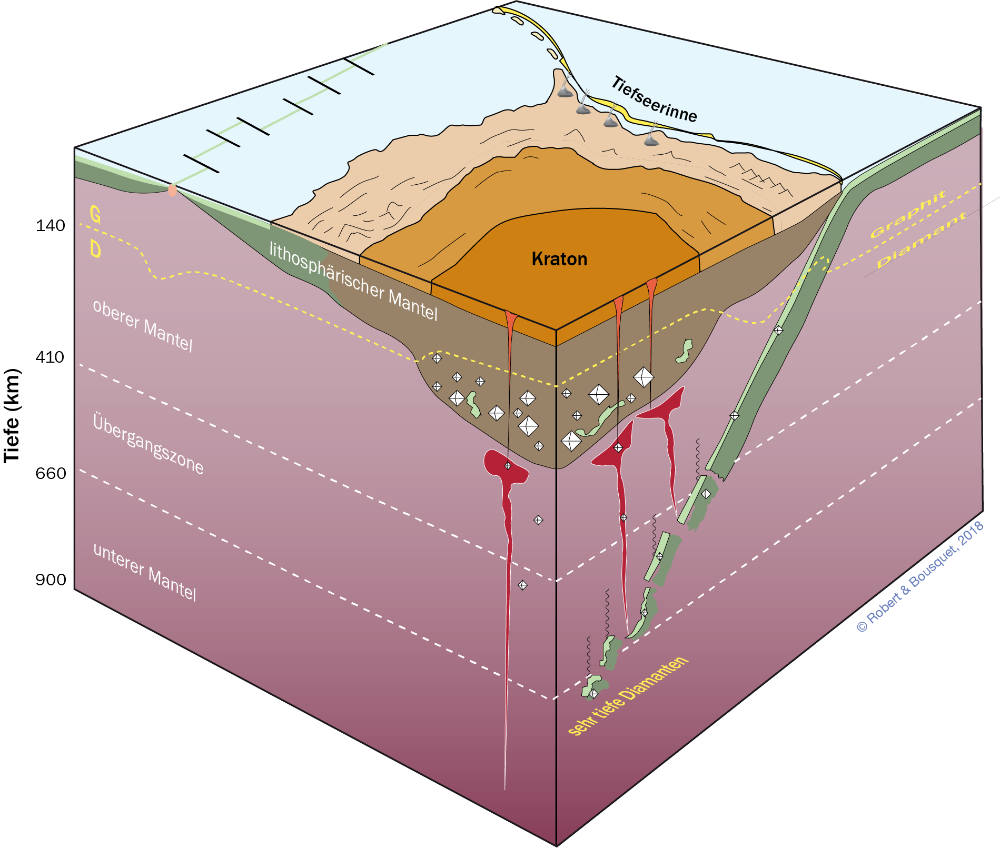 Tiefseerinne
Kraton
Graphit
Diamant
G
D
lithosphärischer Mantel
oberer Mantel
Übergangszone
unterer Mantel
Tiefe (km)
140
410
660
900
sehr tiefe Diamanten
© Robert & Bousquet, 2018